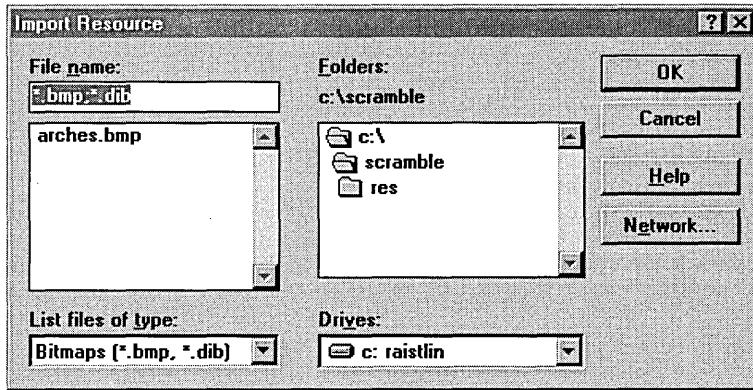 Import Resource
File name:
*.bmp;*.dib
arches.bmp
List files of type:
Bitmaps (*.bmp, *.dib)
Folders:
c:\scramble
c:\
scramble
res
Drives:
c: raistlin
OK
Cancel
Help
Network...